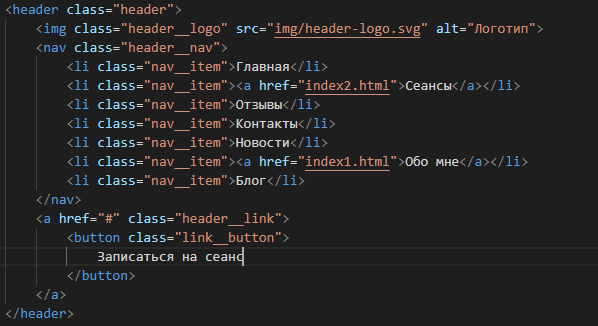 <header class="header">
<img class="header__logo" src="img/header-logo.svg" alt="Логотип">
<nav class="header__nav">
<li class="nav__item">Главная</li>
<li class="nav__item"><a href="index2.html">Сеансы</a></li>
<li class="nav__item">Отзывы</li>
<li class="nav__item">Контакты</li>
<li class="nav__item">Новости</li>
<li class="nav__item"><a href="index1.html">Обо мне</a></li>
<li class="nav__item">Блог</li>
</nav>
<a href="#" class="header__link">
<button class="link__button">
Записаться на сеанс
</button>
</a>
</header>